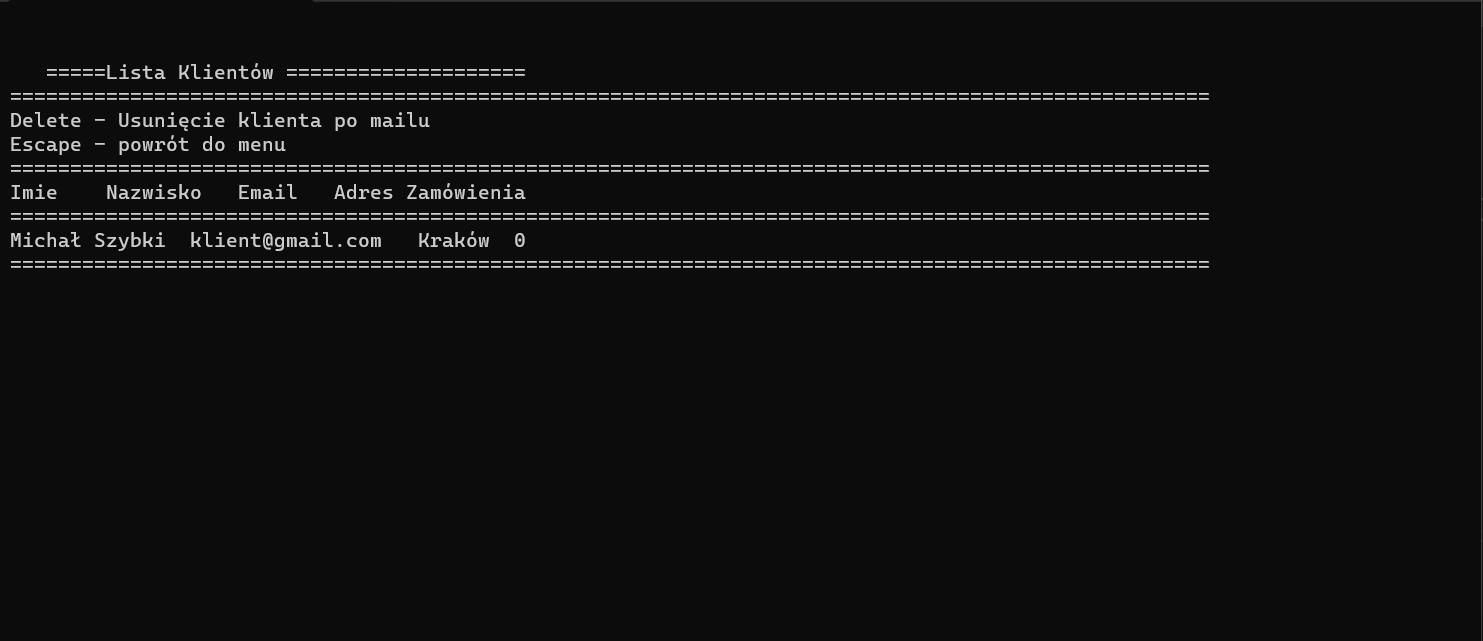 =====Lista Klientów ====================
====================================================================================================
Delete - Usunięcie klienta po mailu
Escape - powrót do menu
====================================================================================================
Imie    Nazwisko   Email   Adres Zamówienia
====================================================================================================
Michał Szybki  klient@gmail.com   Kraków  0
====================================================================================================